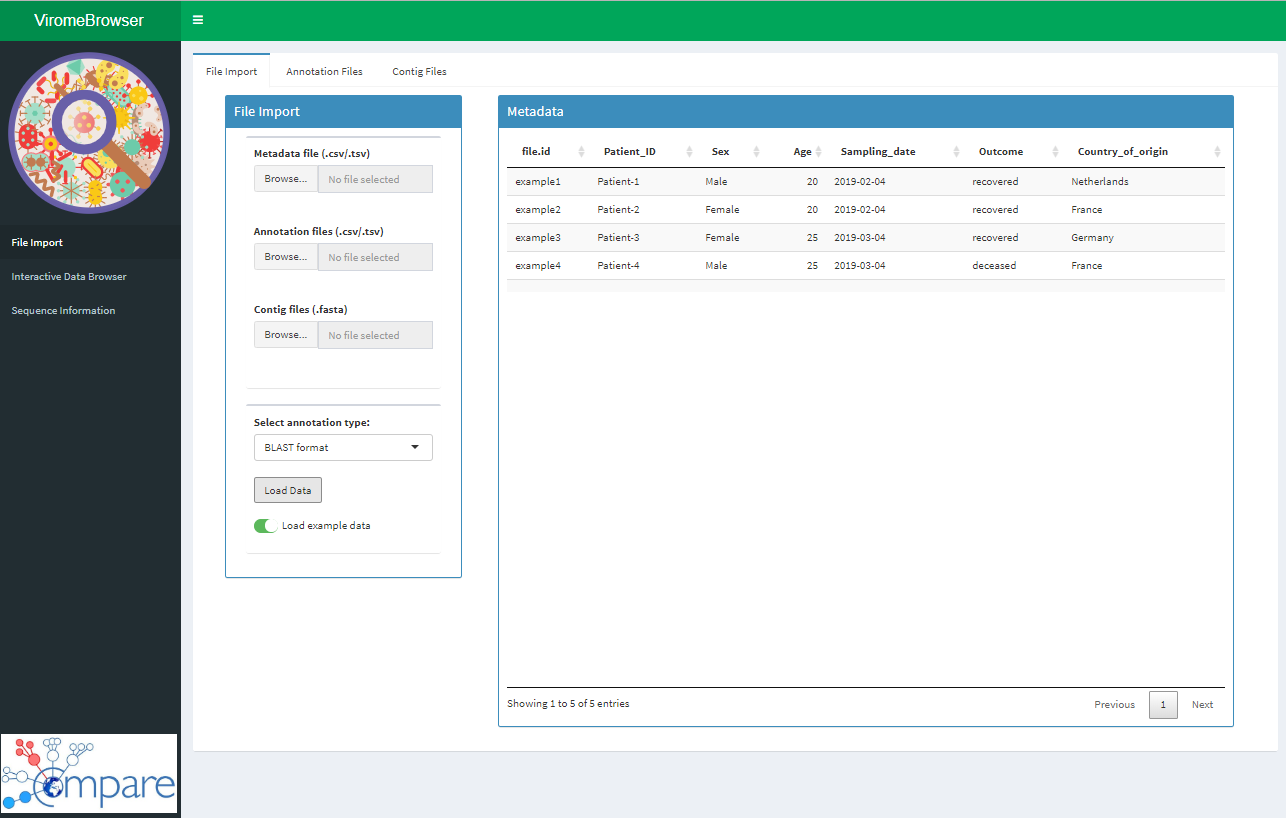 ViromeBrowser
File Import
Interactive Data Browser
Sequence Information
Compare
File Import Annotation Files Contig Files
File Import
Metadata file (.csv/.tsv)
Browse... No file selected
Annotation files (.csv/.tsv)
Browse... No file selected
Contig files (.fasta)
Browse... No file selected
Select annotation type:
BLAST format
Load Data
Load example data
Metadata
file.id Patient_ID Sex Age Sampling_date Outcome Country_of_origin
example1 Patient-1 Male 20 2019-02-04 recovered Netherlands
example2 Patient-2 Female 20 2019-02-04 recovered France
example3 Patient-3 Female 25 2019-03-04 recovered Germany
example4 Patient-4 Male 25 2019-03-04 deceased France
Showing 1 to 5 of 5 entries
Previous 1 Next